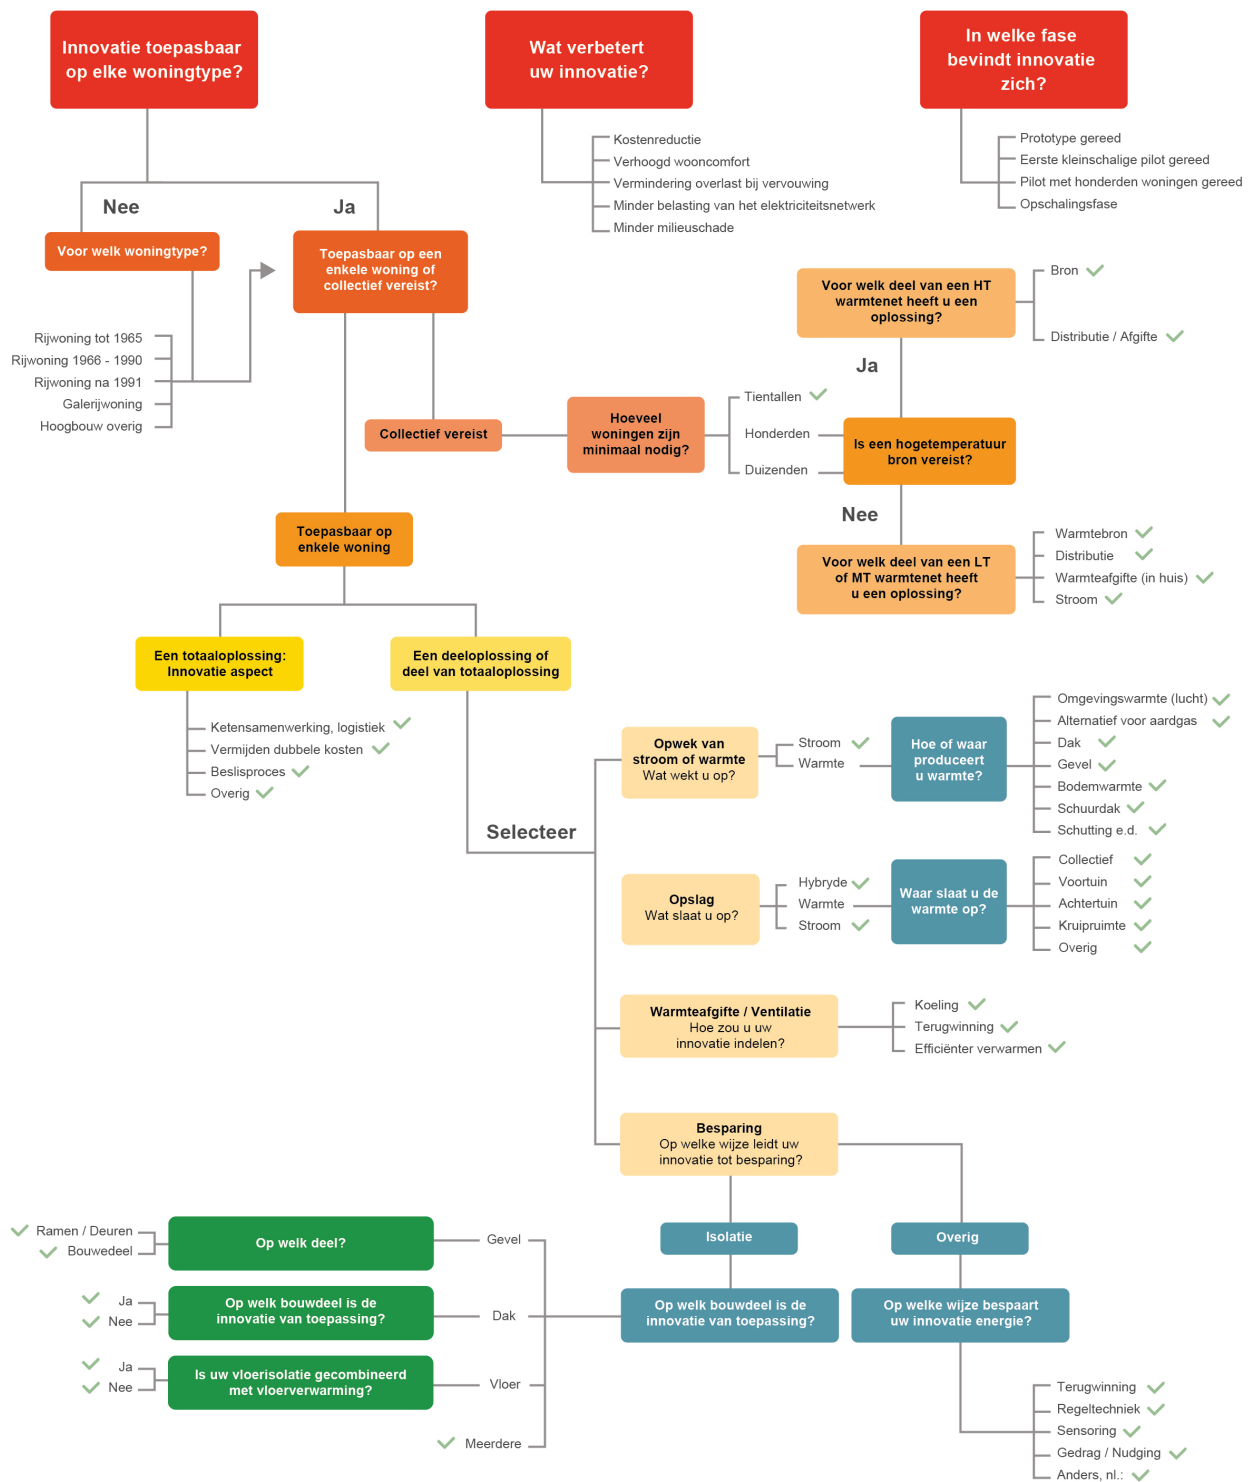 Innovatie toepasbaar
op elke woningtype?
Wat verbetert
uw innovatie?
In welke fase
bevindt innovatie
zich?
Kostenreductie
Verhoogd wooncomfort
Vermindering overlast bij vervouwing
Minder belasting van het elektriciteitsnetwerk
Minder milieuschade
Prototype gereed
Eerste kleinschalige pilot gereed
Pilot met honderden woningen gereed
Opschalingsfase
Nee
Ja
Voor welk woningtype?
Toepasbaar op een
enkele woning of
collectief vereist?
Rijwoning tot 1965
Rijwoning 1966 - 1990
Rijwoning na 1991
Galerijwoning
Hoogbouw overig
Collectief vereist
Hoeveel
woningen zijn
minimaal nodig?
Tientallen
Honderden
Duizenden
Voor welk deel van een HT
warmtenet heeft u een
oplossing?
Bron
Distributie / Afgifte
Ja
Is een hogetemperatuur
bron vereist?
Nee
Voor welk deel van een LT
of MT warmtenet heeft
u een oplossing?
Warmtebron
Distributie
Warmteafgifte (in huis)
Stroom
Toepasbaar op
enkele woning
Een totaaloplossing:
Innovatie aspect
Een deeloplossing of
deel van totaaloplossing
Ketensamenwerking, logistiek
Vermijden dubbele kosten
Beslisproces
Overig
Selecteer
Opwek van
stroom of warmte
Wat wekt u op?
Stroom
Warmte
Hoe of waar
produceert
u warmte?
Omgevingswarmte (lucht)
Alternatief voor aardgas
Dak
Gevel
Bodemwarmte
Schuurdak
Schutting e.d.
Opslag
Wat slaat u op?
Hybryde
Warmte
Stroom
Waar slaat u de
warmte op?
Collectief
Voortuin
Achtertuin
Kruipruimte
Overig
Warmteafgifte / Ventilatie
Hoe zou u uw
innovatie indelen?
Koeling
Terugwinning
Efficiënter verwarmen
Besparing
Op welke wijze leidt uw
innovatie tot besparing?
Isolatie
Overig
Op welk bouwdeel is de
innovatie van toepassing?
Op welke wijze bespaart
uw innovatie energie?
Gevel
Dak
Vloer
Meerdere
Op welk deel?
Ramen / Deuren
Bouwedeel
Op welk bouwdeel is de
innovatie van toepassing?
Ja
Nee
Is uw vloerisolatie gecombineerd
met vloerverwarming?
Ja
Nee
Terugwinning
Regeltechniek
Sensoring
Gedrag / Nudging
Anders, nl.: